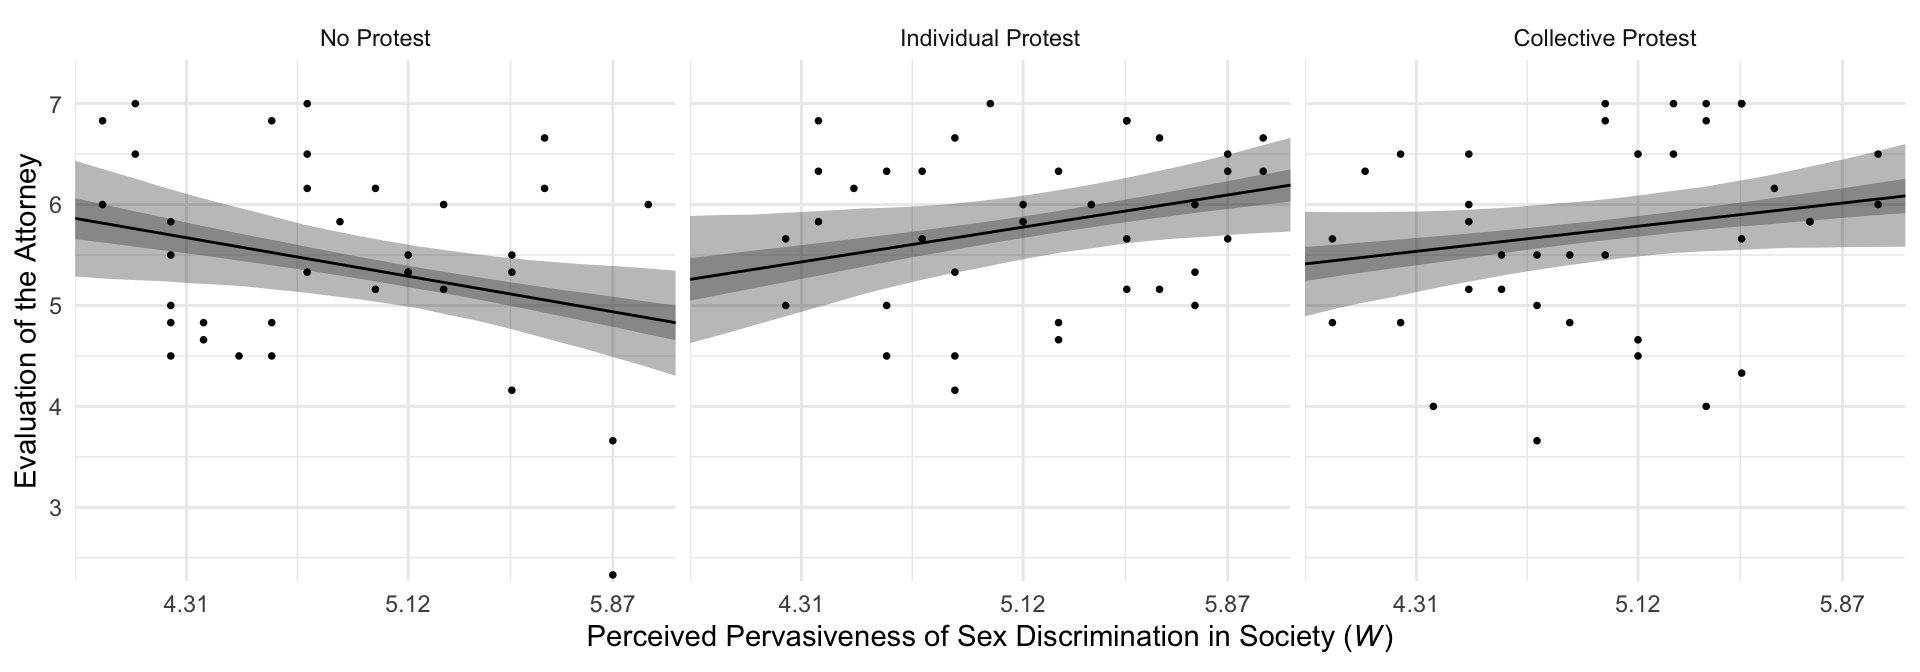 No Protest
Individual Protest
Collective Protest
Evaluation of the Attorney
7
6
5
4
3
4.31 5.12 5.87
4.31 5.12 5.87
4.31 5.12 5.87
Perceived Pervasiveness of Sex Discrimination in Society (W)